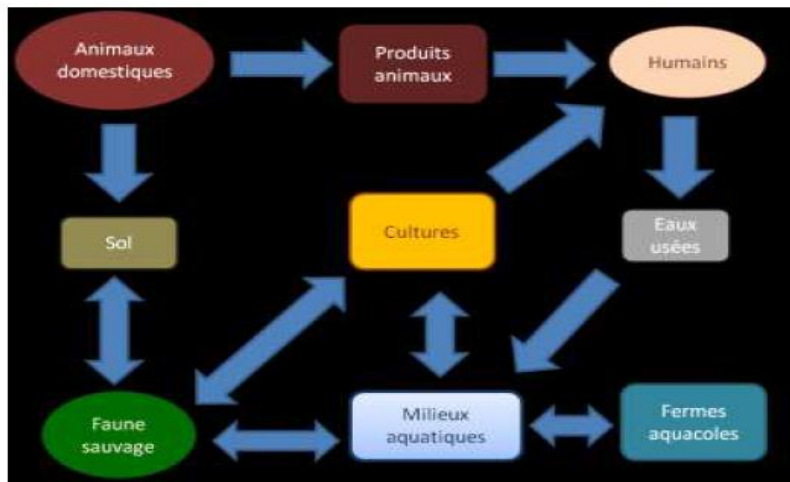 Animaux
domestiques
Produits
animaux
Humains
Sol
Cultures
Eaux
usées
Faune
sauvage
Milieux
aquatiques
Fermes
aquacoles